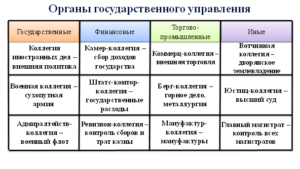 Органы государственного управления
Государственные
Финансовые
Торгово-
промышленные
Иные
Коллегия
иностранных дел –
внешняя политика
Камер-коллегия –
сбор доходов
государства
Коммерц-коллегия –
внешняя торговля
Вотчинная
коллегия –
дворянское
землевладение
Военная коллегия –
сухопутная
армия
Штатс-контор-
коллегия –
государственные
расходы
Берг-коллегия –
горное дело,
металлургия
Юстиц-коллегия –
высший суд
Адмиралтейств-
коллегия –
военный флот
Ревизион-коллегия –
контроль сборов и
трат казны
Мануфактур-
коллегия –
мануфактуры
Главный магистрат –
контроль всех
магистратов